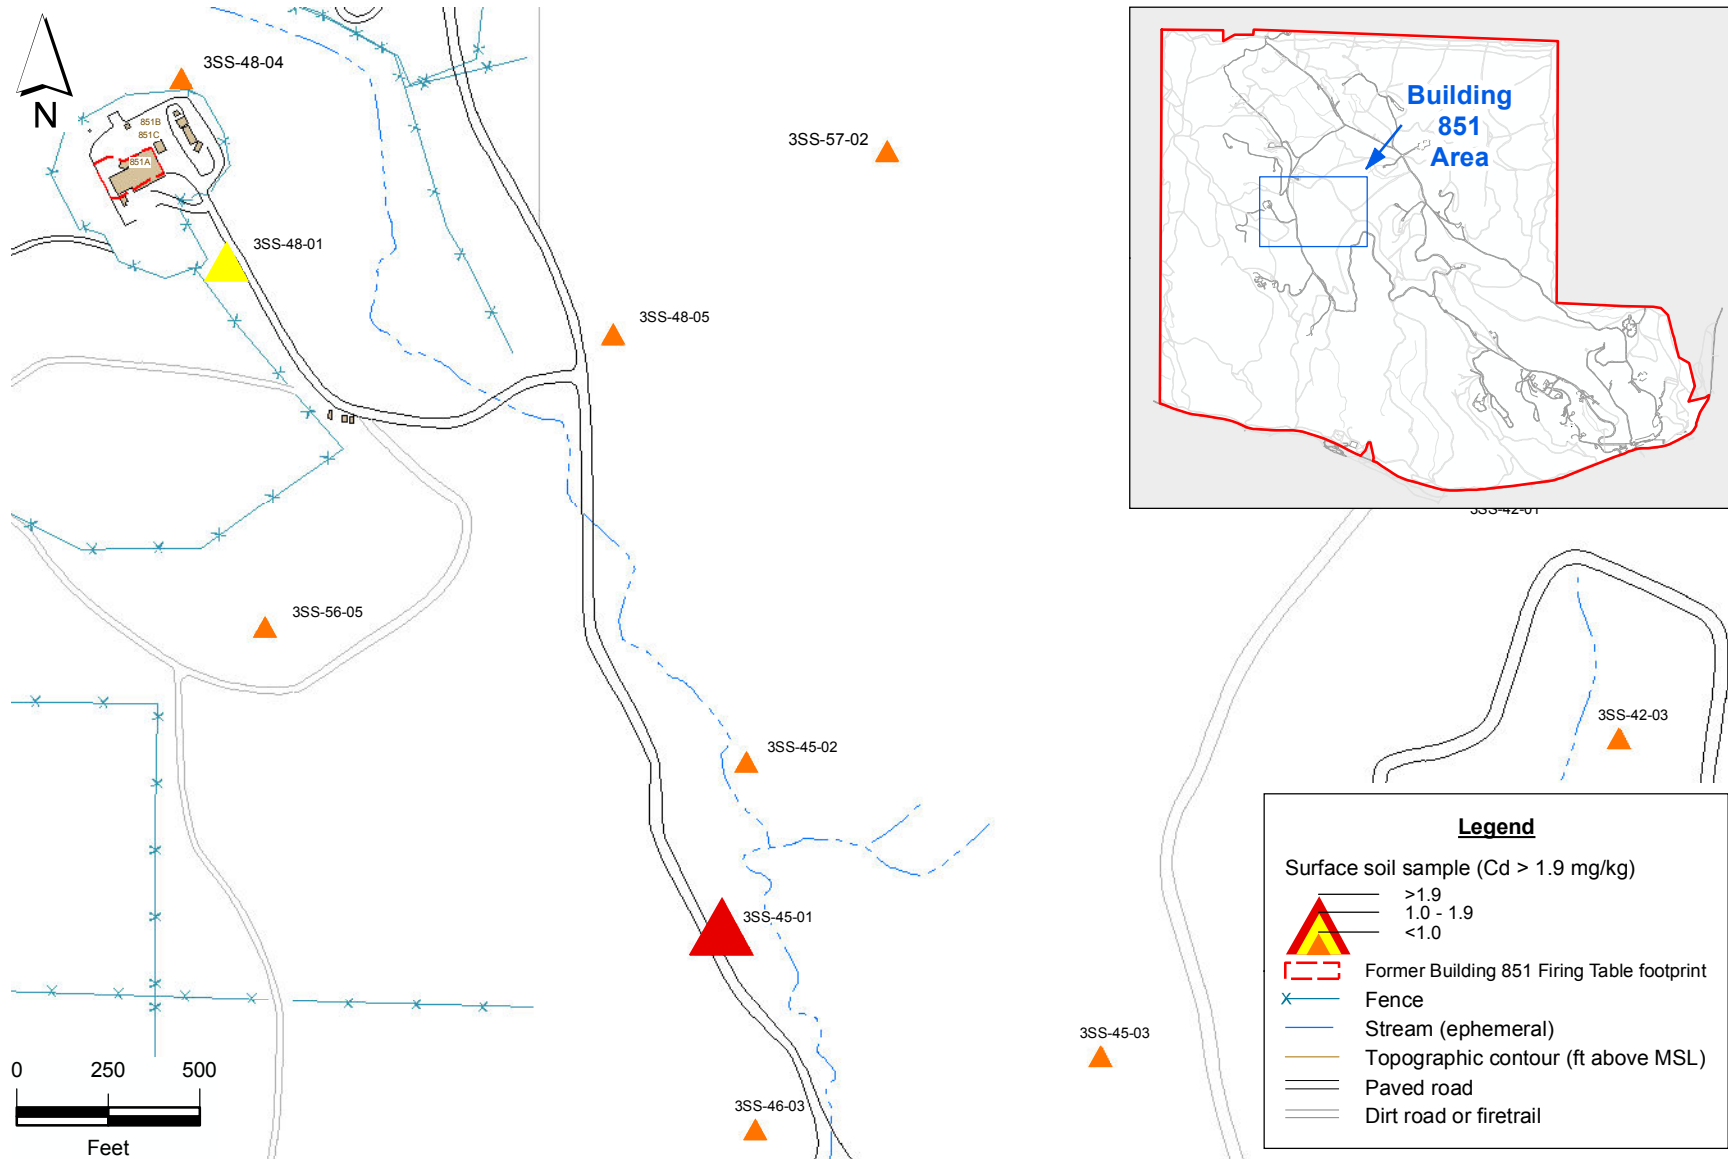 N
3SS-48-04
851B
851C
851A
3SS-48-01
3SS-57-02
3SS-48-05
Building
851
Area
3SS-42-01
3SS-56-05
3SS-45-02
3SS-42-03
3SS-45-01
3SS-45-03
3SS-46-03
0 250 500
Feet
Legend
Surface soil sample (Cd > 1.9 mg/kg)
>1.9
1.0 - 1.9
<1.0
Former Building 851 Firing Table footprint
Fence
Stream (ephemeral)
Topographic contour (ft above MSL)
Paved road
Dirt road or firetrail